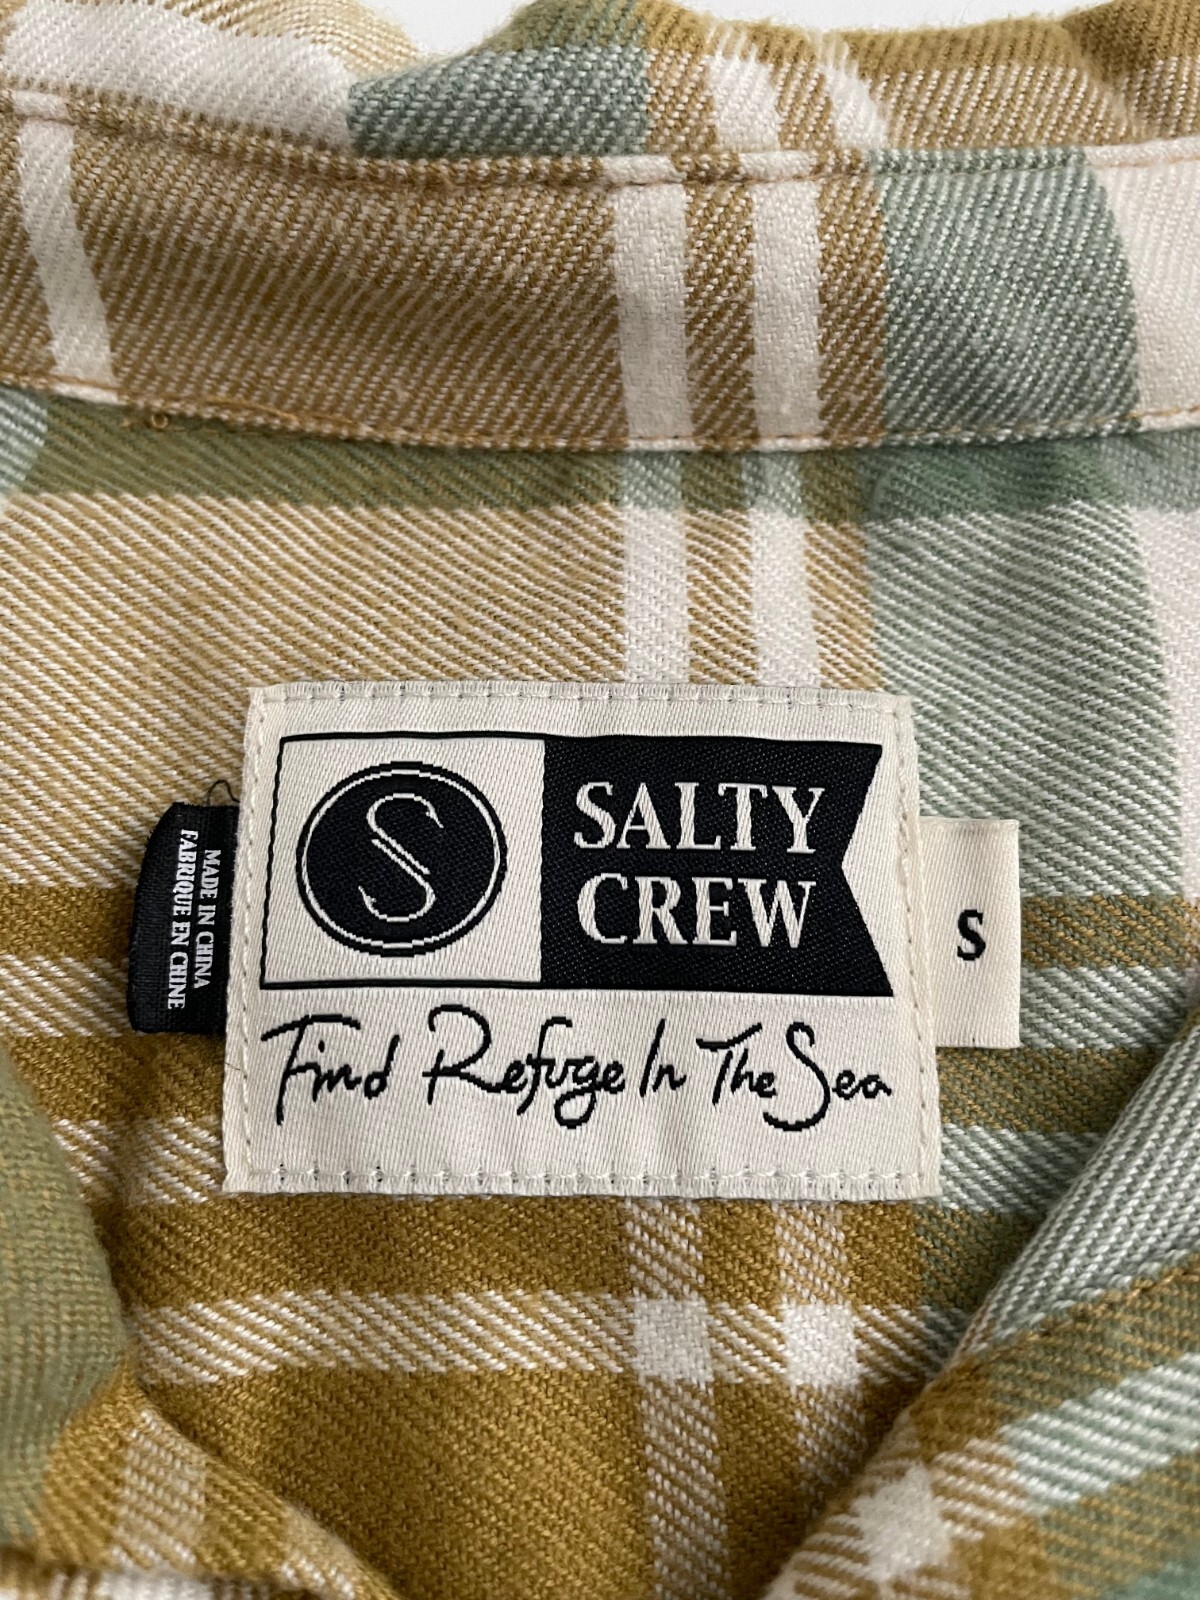 SALTY
CREW
Find Refuge In The Sea
S
MADE IN CHINA
FABRIQUE EN CHINE